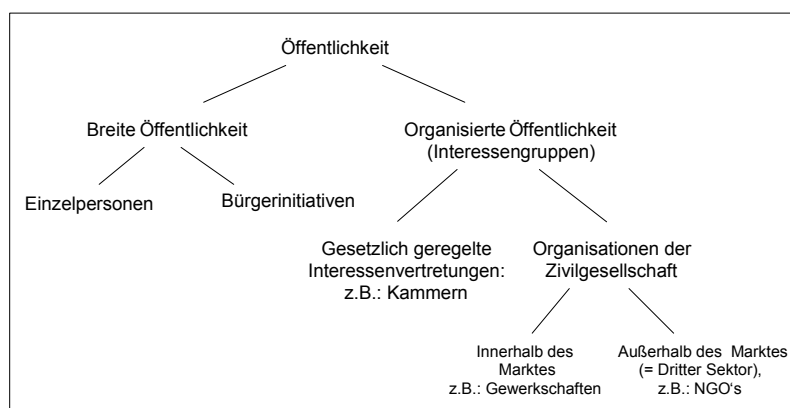 Öffentlichkeit
Breite Öffentlichkeit
Organisierte Öffentlichkeit
(Interessengruppen)
Einzelpersonen
Bürgerinitiativen
Gesetzlich geregelte
Interessenvertretungen:
z.B.: Kammern
Organisationen der
Zivilgesellschaft
Innerhalb des
Marktes
z.B.: Gewerkschaften
Außerhalb des Marktes
(= Dritter Sektor),
z.B.: NGO‘s